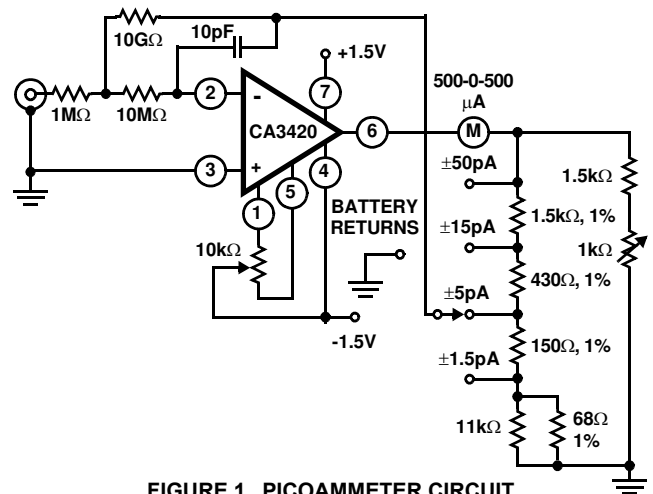 10GΩ
10pF
+1.5V
500-0-500
μA
1MΩ
10MΩ
2
-
7
CA3420
6
M
3
+
4
5
1
±50pA
1.5kΩ
BATTERY
RETURNS
1.5kΩ, 1%
±15pA
1kΩ
10kΩ
430Ω, 1%
±5pA
-1.5V
150Ω, 1%
±1.5pA
11kΩ
68Ω
1%
FIGURE 1. PICOAMMETER CIRCUIT